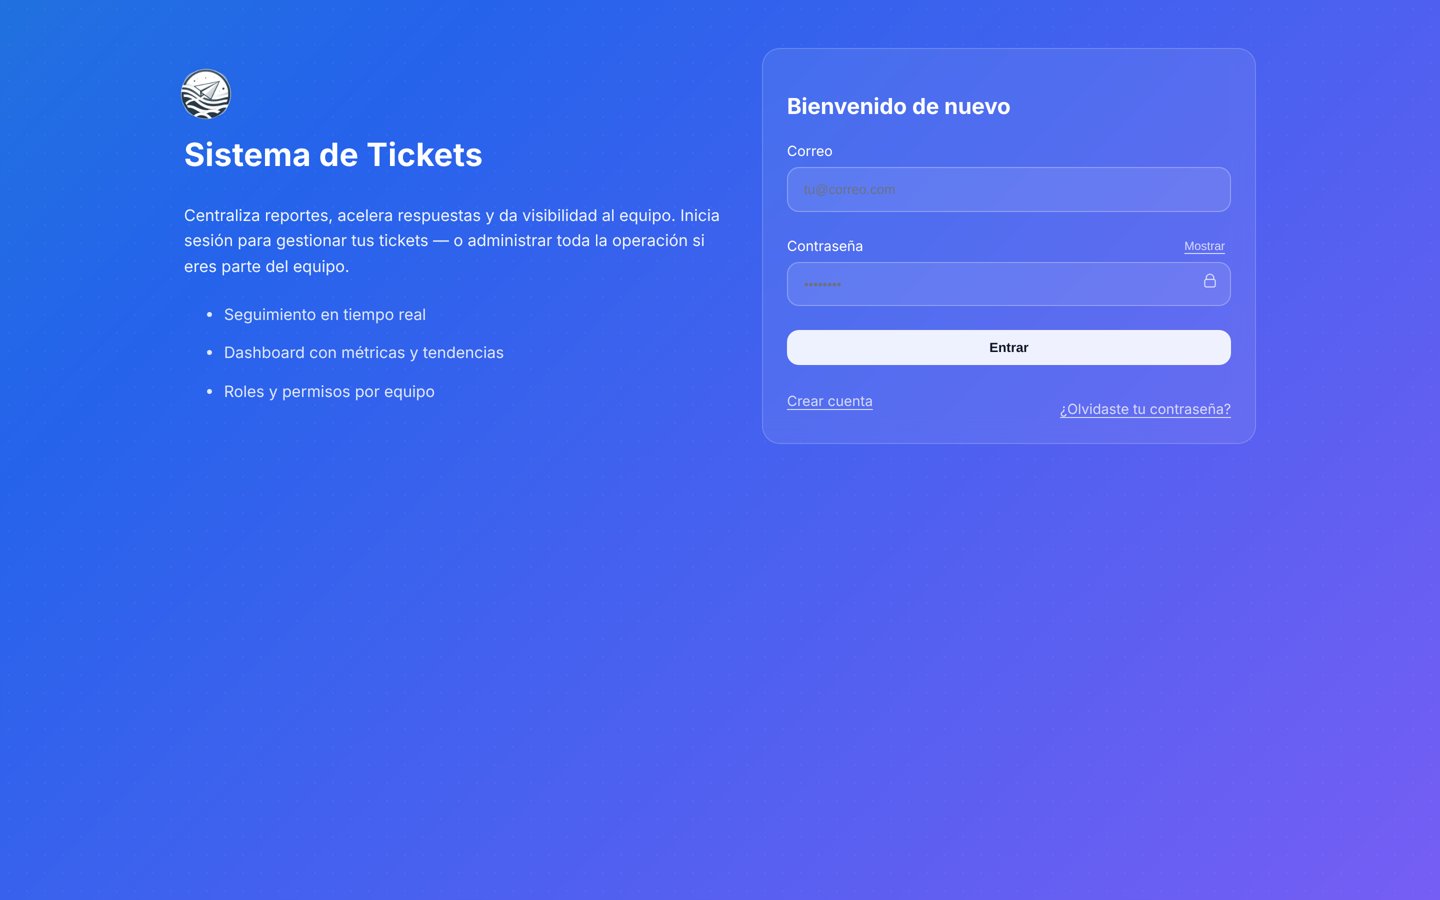 Sistema de Tickets
Centraliza reportes, acelera respuestas y da visibilidad al equipo. Inicia
sesión para gestionar tus tickets — o administrar toda la operación si
eres parte del equipo.
• Seguimiento en tiempo real
• Dashboard con métricas y tendencias
• Roles y permisos por equipo
Bienvenido de nuevo
Correo
tu@correo.com
Contraseña
Mostrar
••••••••
Entrar
Crear cuenta
¿Olvidaste tu contraseña?